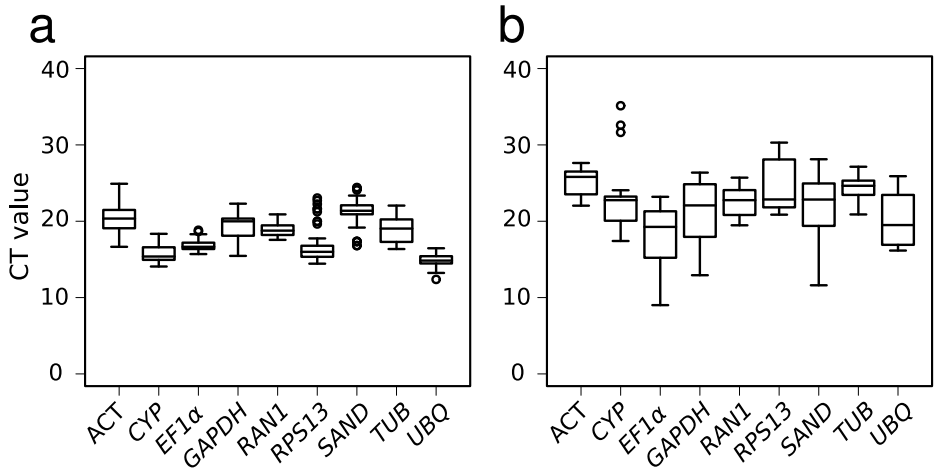 a
b
CT value
40
30
20
10
0
ACT
CYP
EF1α
GAPDH
RAN1
RPS13
SAND
TUB
UBQ
40
30
20
10
0
ACT
CYP
EF1α
GAPDH
RAN1
RPS13
SAND
TUB
UBQ